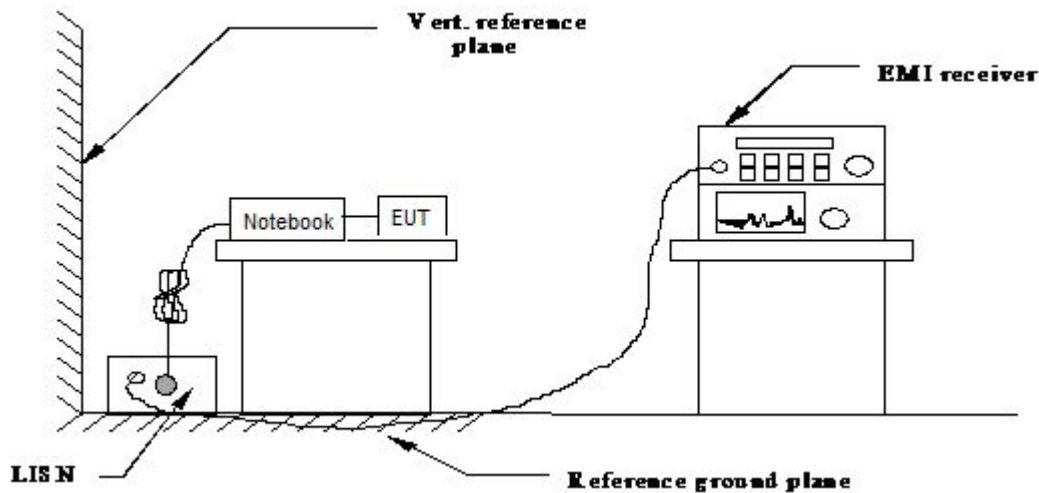 Vert. reference
plane
EMI receiver
Notebook
EUT
LISN
Reference ground plane